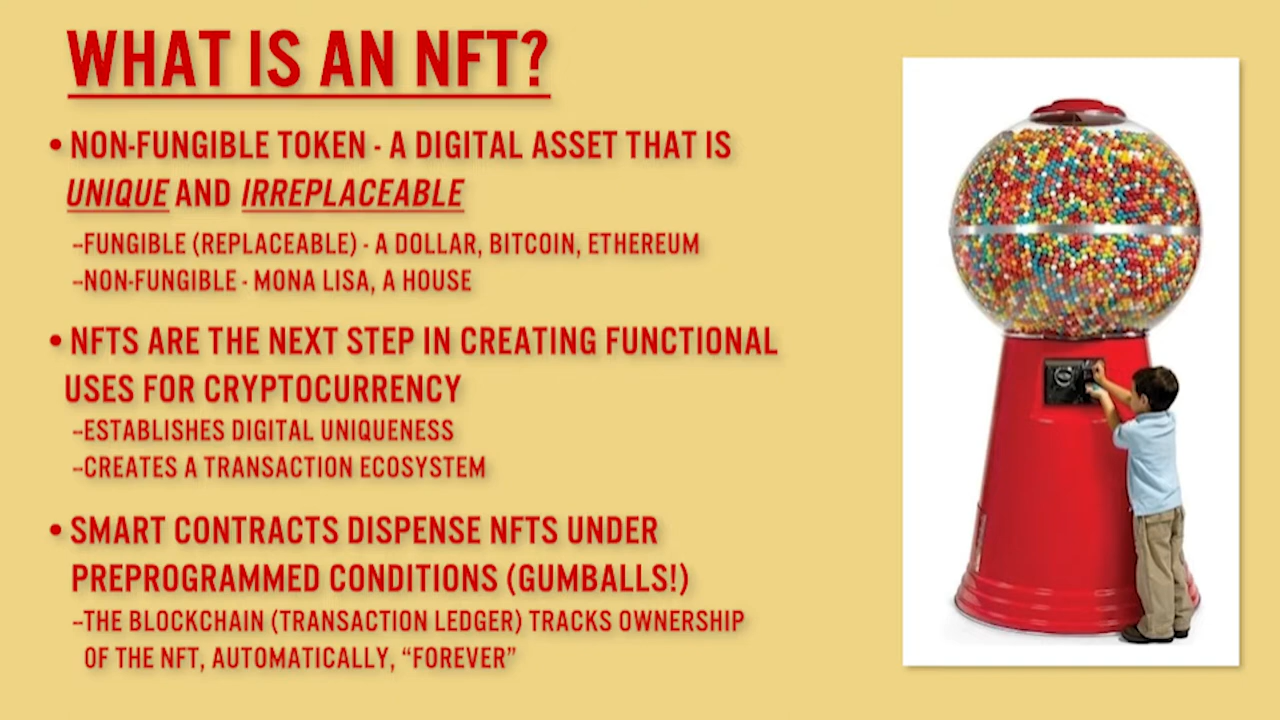 WHAT IS AN NFT?
• NON-FUNGIBLE TOKEN - A DIGITAL ASSET THAT IS
UNIQUE AND IRREPLACEABLE
–FUNGIBLE (REPLACEABLE) - A DOLLAR, BITCOIN, ETHEREUM
–NON-FUNGIBLE - MONA LISA, A HOUSE
• NFTS ARE THE NEXT STEP IN CREATING FUNCTIONAL
USES FOR CRYPTOCURRENCY
–ESTABLISHES DIGITAL UNIQUENESS
–CREATES A TRANSACTION ECOSYSTEM
• SMART CONTRACTS DISPENSE NFTS UNDER
PREPROGRAMMED CONDITIONS (GUMBALLS!)
–THE BLOCKCHAIN (TRANSACTION LEDGER) TRACKS OWNERSHIP
OF THE NFT, AUTOMATICALLY, “FOREVER”